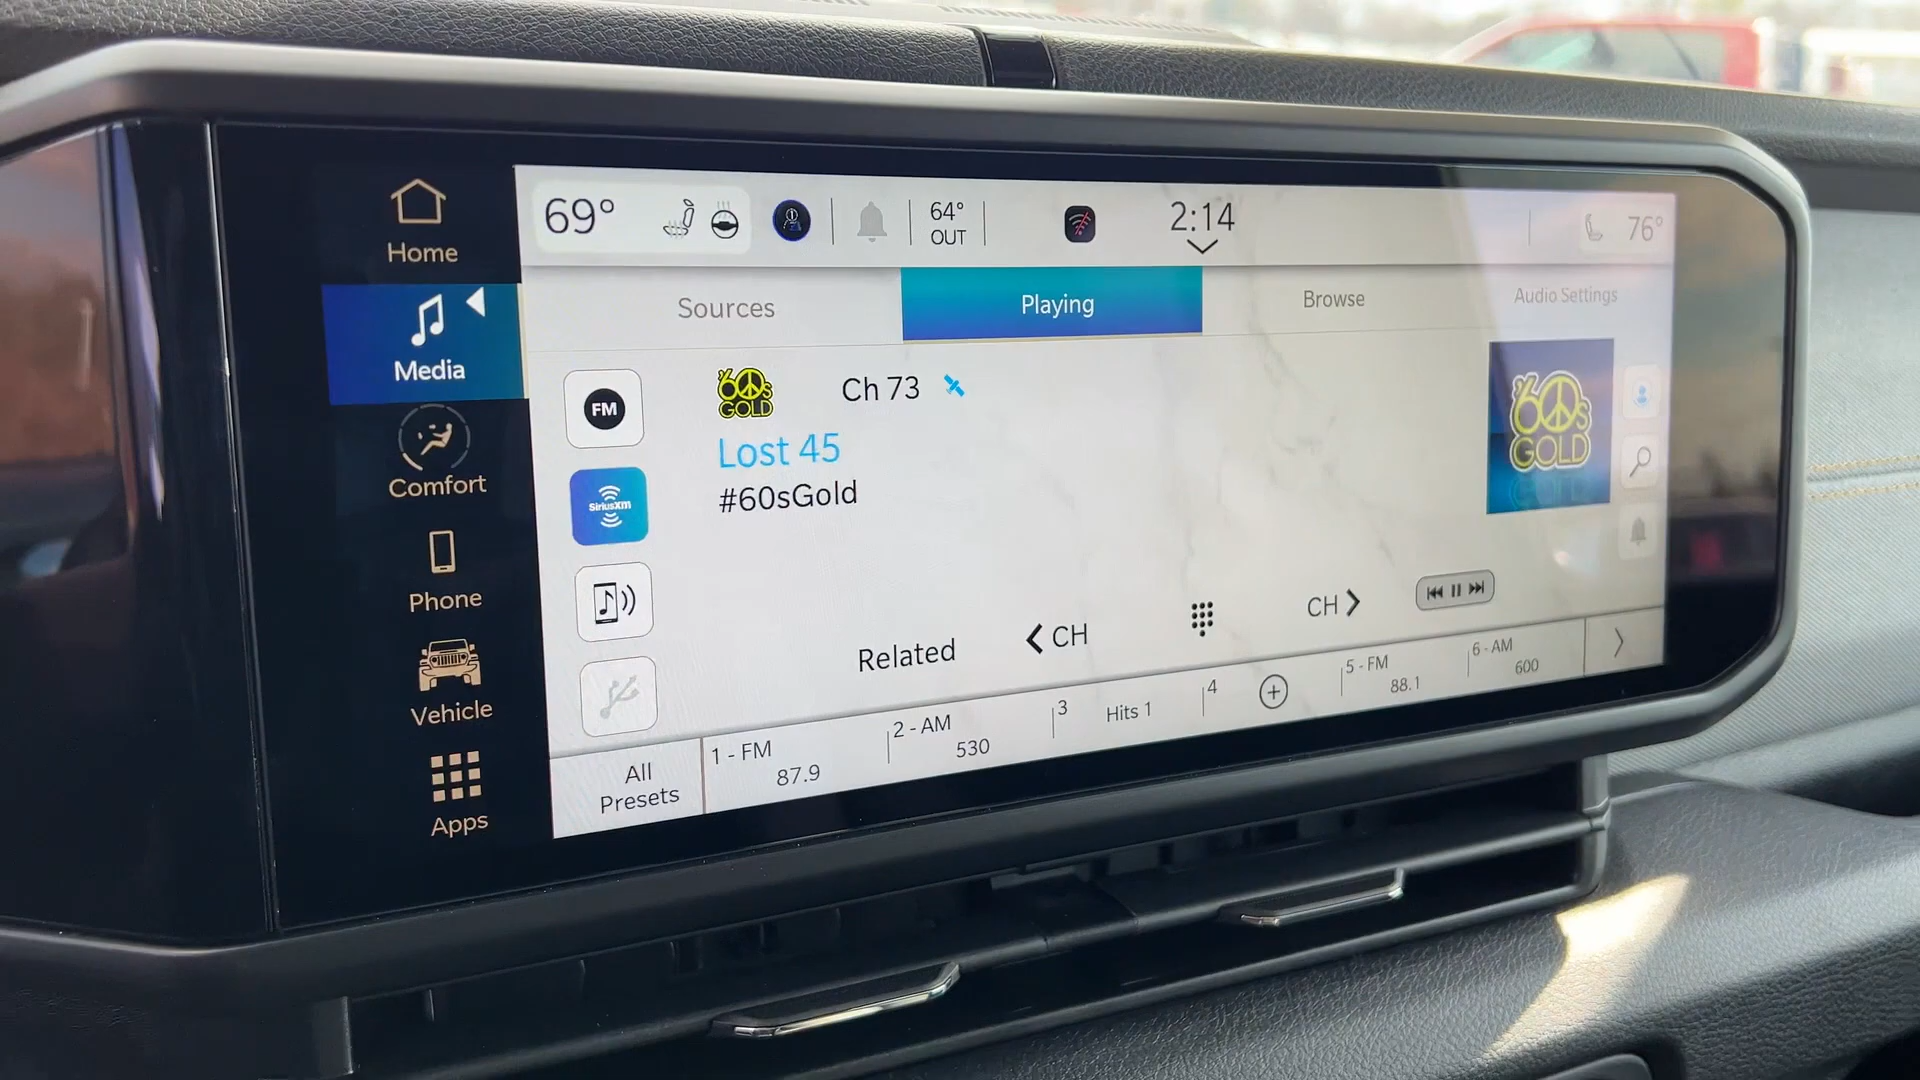 Home
Media
Comfort
Phone
Vehicle
Apps
69°
64°
OUT
2:14
76°
Sources
Playing
Browse
Audio Settings
FM
SiriusXM
'60s
GOLD
Ch 73
Lost 45
#60sGold
'60s
GOLD
Related
CH
CH
All
Presets
1 - FM
87.9
2 - AM
530
3
Hits 1
4
5 - FM
88.1
6 - AM
600